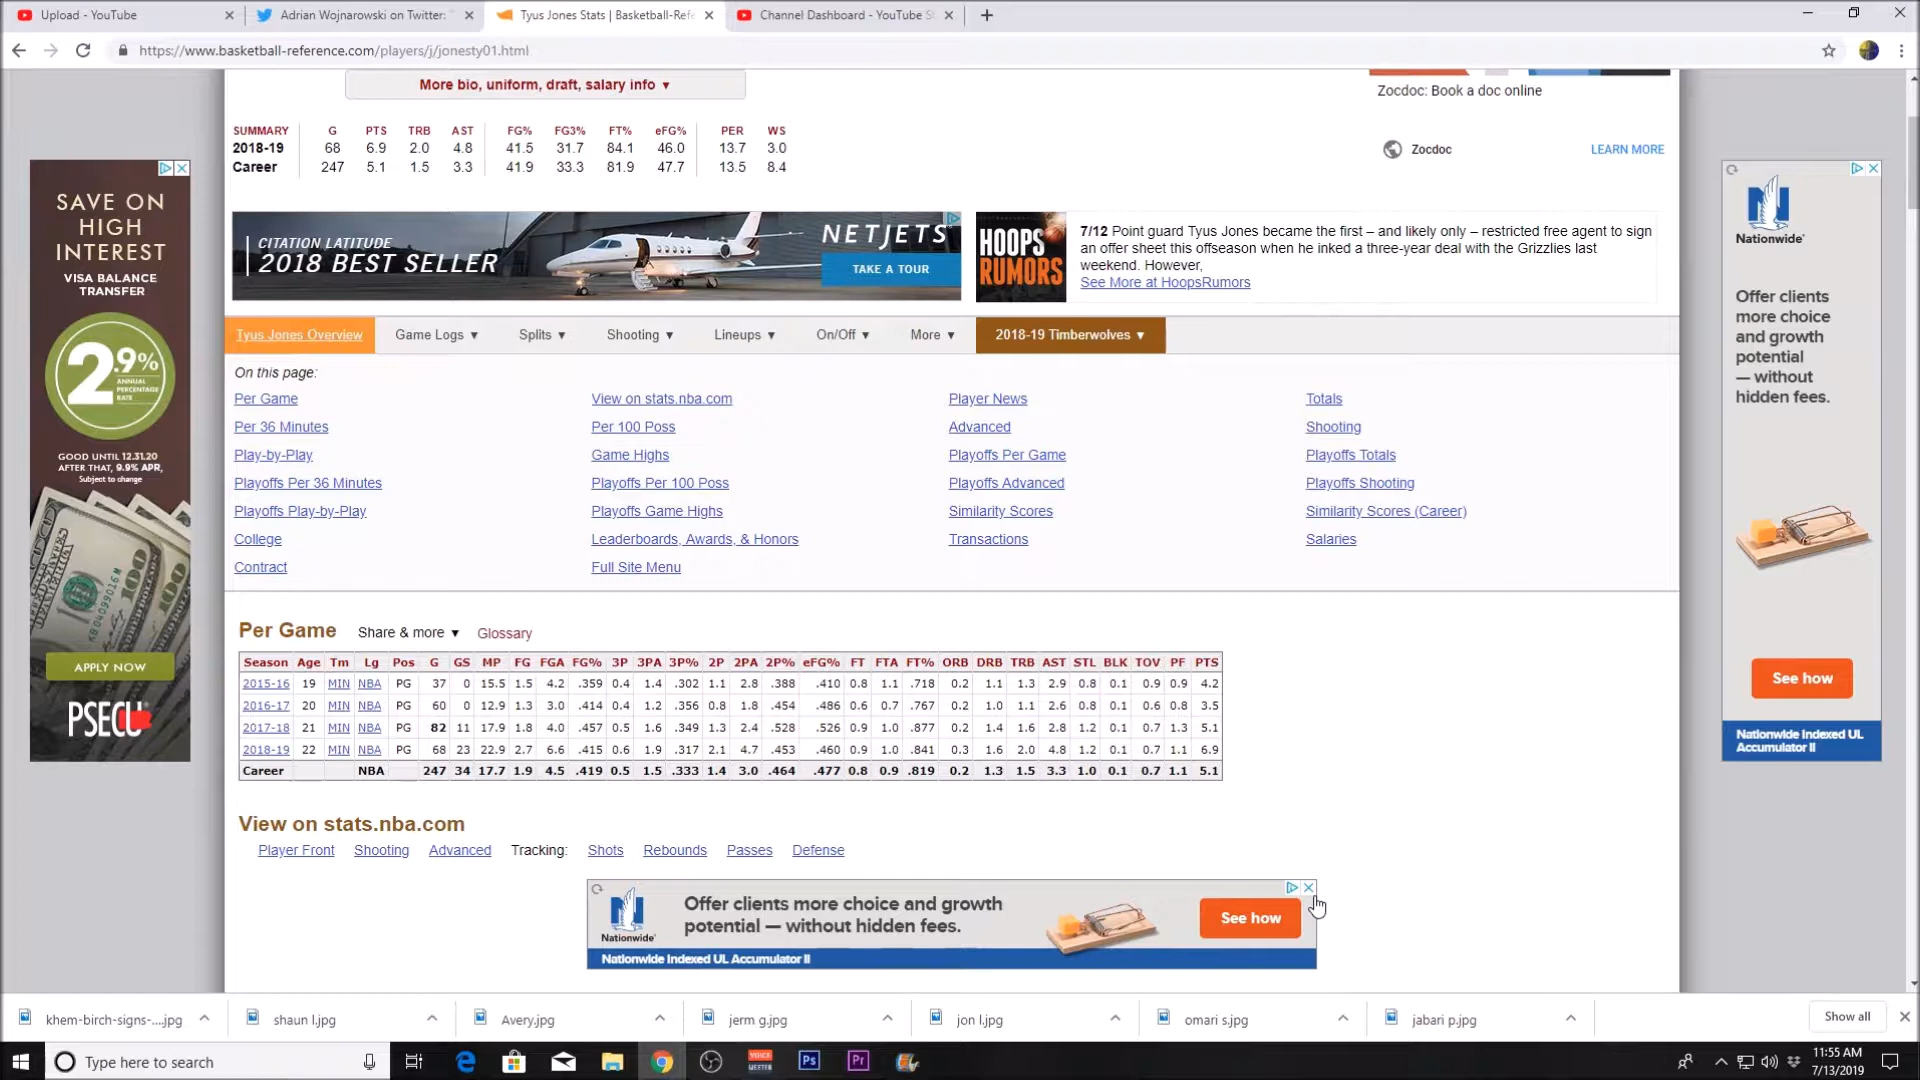 Upload - YouTube
Adrian Wojnarowski on Twitter: "
Tyus Jones Stats | Basketball-Refe
Channel Dashboard - YouTube St
https://www.basketball-reference.com/players/j/jonesty01.html
More bio, uniform, draft, salary info ▼
Zocdoc: Book a doc online
Zocdoc LEARN MORE
SUMMARY G PTS TRB AST FG% FG3% FT% eFG% PER WS
2018-19 68 6.9 2.0 4.8 41.5 31.7 84.1 46.0 13.7 3.0
Career 247 5.1 1.5 3.3 41.9 33.3 81.9 47.7 13.5 8.4
SAVE ON
HIGH
INTEREST
VISA BALANCE
TRANSFER
2.9%
ANNUAL
PERCENTAGE
RATE
GOOD UNTIL 12.31.20
AFTER THAT, 9.9% APR,
Subject to change
APPLY NOW
PSECU
CITATION LATITUDE
2018 BEST SELLER
NETJETS
TAKE A TOUR
HOOPS
RUMORS
7/12 Point guard Tyus Jones became the first – and likely only – restricted free agent to sign
an offer sheet this offseason when he inked a three-year deal with the Grizzlies last
weekend. However,
See More at HoopsRumors
Nationwide®
Offer clients
more choice
and growth
potential
— without
hidden fees.
See how
Nationwide Indexed UL
Accumulator II
Tyus Jones Overview Game Logs ▼ Splits ▼ Shooting ▼ Lineups ▼ On/Off ▼ More ▼ 2018-19 Timberwolves ▼
On this page:
Per Game View on stats.nba.com Player News Totals
Per 36 Minutes Per 100 Poss Advanced Shooting
Play-by-Play Game Highs Playoffs Per Game Playoffs Totals
Playoffs Per 36 Minutes Playoffs Per 100 Poss Playoffs Advanced Playoffs Shooting
Playoffs Play-by-Play Playoffs Game Highs Similarity Scores Similarity Scores (Career)
College Leaderboards, Awards, & Honors Transactions Salaries
Contract Full Site Menu
Per Game Share & more ▼ Glossary
Season Age Tm Lg Pos G GS MP FG FGA FG% 3P 3PA 3P% 2P 2PA 2P% eFG% FT FTA FT% ORB DRB TRB AST STL BLK TOV PF PTS
2015-16 19 MIN NBA PG 37 0 15.5 1.5 4.2 .359 0.4 1.4 .302 1.1 2.8 .388 .410 0.8 1.1 .718 0.2 1.1 1.3 2.9 0.8 0.1 0.9 0.9 4.2
2016-17 20 MIN NBA PG 60 0 12.9 1.3 3.0 .414 0.4 1.2 .356 0.8 1.8 .454 .486 0.6 0.7 .767 0.2 1.0 1.1 2.6 0.8 0.1 0.6 0.8 3.5
2017-18 21 MIN NBA PG 82 11 17.9 1.8 4.0 .457 0.5 1.6 .349 1.3 2.4 .528 .526 0.9 1.0 .877 0.2 1.4 1.6 2.8 1.2 0.1 0.7 1.3 5.1
2018-19 22 MIN NBA PG 68 23 22.9 2.7 6.6 .415 0.6 1.9 .317 2.1 4.7 .453 .460 0.9 1.0 .841 0.3 1.6 2.0 4.8 1.2 0.1 0.7 1.1 6.9
Career NBA 247 34 17.7 1.9 4.5 .419 0.5 1.5 .333 1.4 3.0 .464 .477 0.8 0.9 .819 0.2 1.3 1.5 3.3 1.0 0.1 0.7 1.1 5.1
View on stats.nba.com
Player Front Shooting Advanced Tracking: Shots Rebounds Passes Defense
Nationwide®
Offer clients more choice and growth
potential — without hidden fees.
See how
Nationwide Indexed UL Accumulator II
khem-birch-signs-....jpg shaun l.jpg Avery.jpg jerm g.jpg jon l.jpg omari s.jpg jabari p.jpg Show all
Type here to search
VOICE
MEETER
Ps
Pr
11:55 AM
7/13/2019